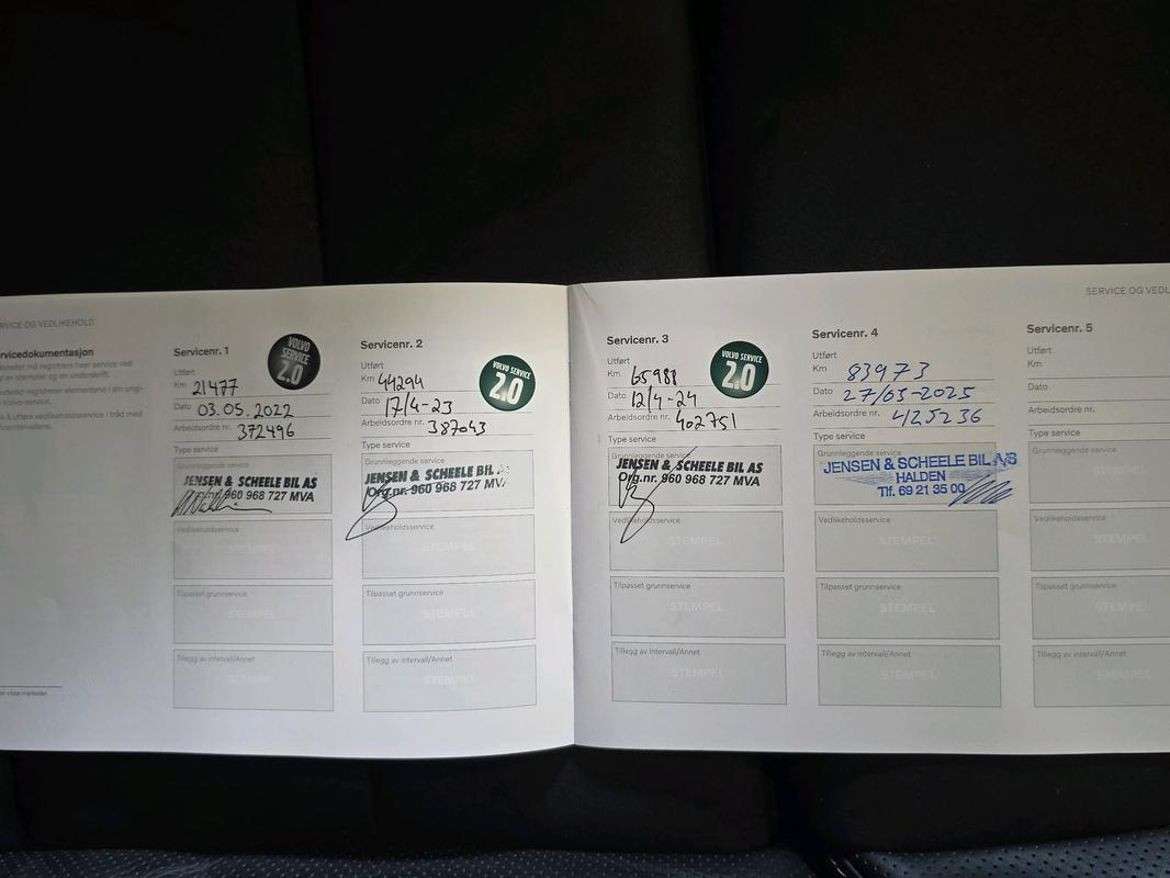 RVICE OG VEDLIKEHOLD
rvicedokumentasjon
Servicenr. 1
VOLVO SERVICE 2.0
Utført
Km 21477
Dato 03.05.2022
Arbeidsordre nr. 372496
Type service
Grunnleggende service
JENSEN & SCHEELE BIL AS
960 968 727 MVA
Vedlikeholdsservice
STEMPEL
Tilpasset grunnservice
STEMPEL
Tillegg av intervall/Annet
STEMPEL
Servicenr. 2
VOLVO SERVICE 2.0
Utført
Km 44294
Dato 17/4-23
Arbeidsordre nr. 387043
Type service
Grunnleggende service
JENSEN & SCHEELE BIL
Org.nr. 960 968 727 MV
Vedlikeholdsservice
STEMPEL
Tilpasset grunnservice
STEMPEL
Tillegg av intervall/Annet
STEMPEL
SERVICE OG VEDL
Servicenr. 3
VOLVO SERVICE 2.0
Utført
Km 65988
Dato 12/4-24
Arbeidsordre nr. 402751
Type service
Grunnleggende service
JENSEN & SCHEELE BIL AS
Org.nr. 960 968 727 MVA
Vedlikeholdsservice
STEMPEL
Tilpasset grunnservice
STEMPEL
Tillegg av intervall/Annet
STEMPEL
Servicenr. 4
Utført
Km 83973
Dato 27/03-2025
Arbeidsordre nr. 425236
Type service
Grunnleggende service
JENSEN & SCHEELE BIL A/S
HALDEN
Tlf. 69 21 35 00
Vedlikeholdsservice
STEMPEL
Tilpasset grunnservice
STEMPEL
Tillegg av intervall/Annet
STEMPEL
Servicenr. 5
Utført
Km
Dato
Arbeidsordre nr.
Type service
Grunnleggende service
STEMPEL
Vedlikeholdsservice
STEMPEL
Tilpasset grunnservice
STEMPEL
Tillegg av intervall/Annet
STEMPEL